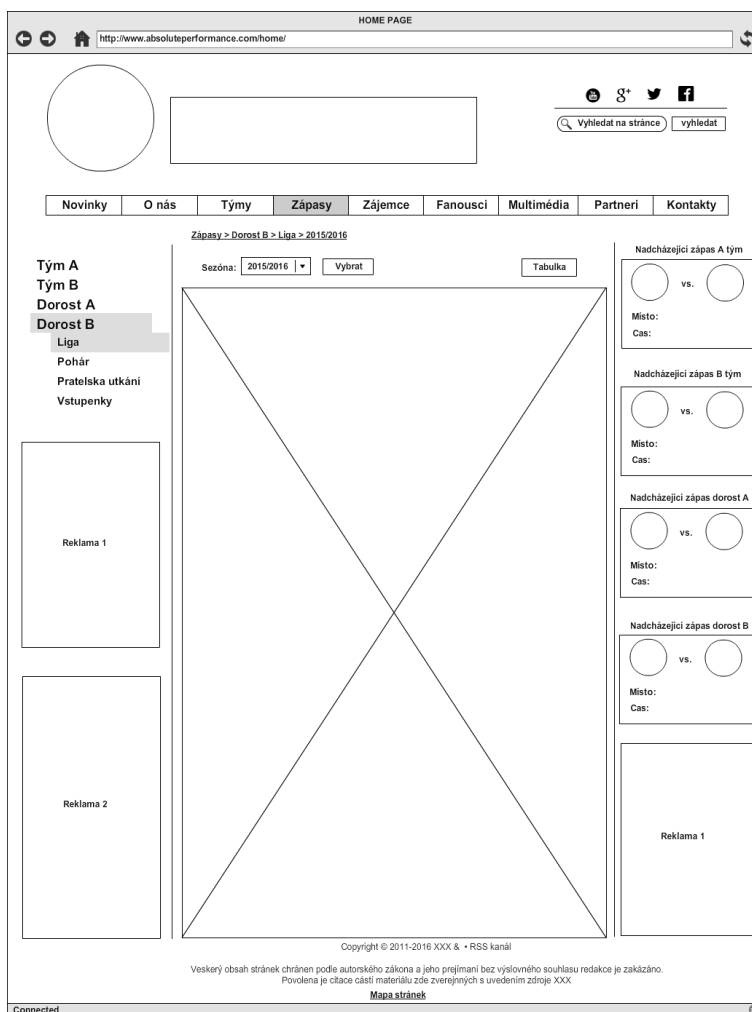 HOME PAGE
http://www.absoluteperformance.com/home/
You
Tube
g+
Vyhledat na stránce
vyhledat
Novinky
O nás
Týmy
Zápasy
Zájemce
Fanousci
Multimédia
Partneri
Kontakty
Zápasy > Dorost B > Liga > 2015/2016
Tým A
Tým B
Dorost A
Dorost B
Liga
Pohár
Pratelska utkání
Vstupenky
Reklama 1
Reklama 2
Sezóna:
2015/2016
Vybrat
Tabulka
Nadcházející zápas A tým
vs.
Místo:
Cas:
Nadcházející zápas B tým
vs.
Místo:
Cas:
Nadcházející zápas dorost A
vs.
Místo:
Cas:
Nadcházející zápas dorost B
vs.
Místo:
Cas:
Reklama 1
Copyright © 2011-2016 XXX & • RSS kanál
Veskerý obsah stránek chránen podle autorského zákona a jeho prejímaní bez výslovného souhlasu redakce je zakázáno.
Povolena je citace cástí materiálu zde zverejnných s uvedením zdroje XXX
Mapa stránek
Connected